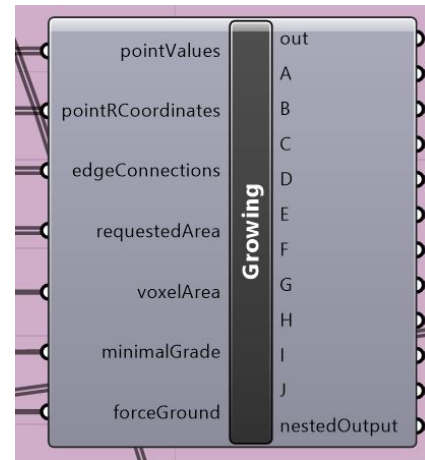 pointValues
pointRCoordinates
edgeConnections
requestedArea
voxelArea
minimalGrade
forceGround
Growing
out
A
B
C
D
E
F
G
H
I
J
nestedOutput